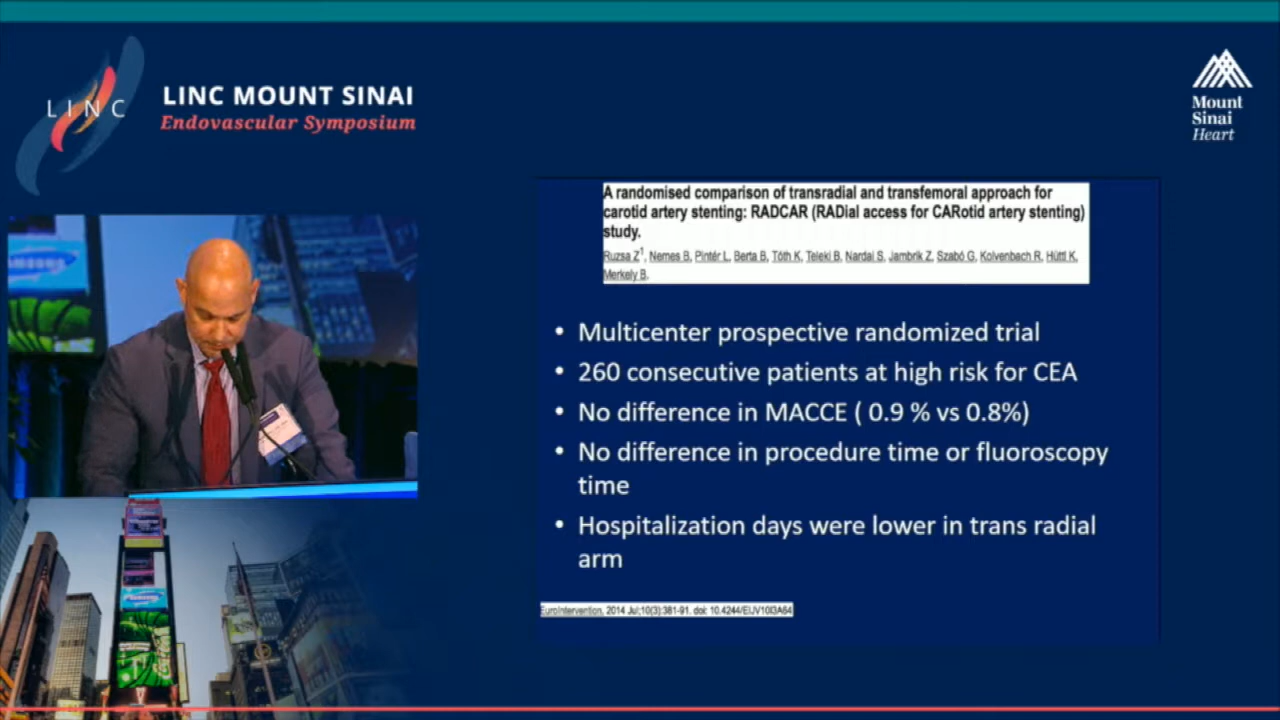 LINC
LINC MOUNT SINAI
Endovascular Symposium
Mount
Sinai
Heart
A randomised comparison of transradial and transfemoral approach for
carotid artery stenting: RADCAR (RADial access for CARotid artery stenting)
study.
Ruzsa Z1, Nemes B, Pintér L, Berta B, Tóth K, Teleki B, Nardai S, Jambrik Z, Szabó G, Kolvenbach R, Hüttl K,
Merkely B.
• Multicenter prospective randomized trial
• 260 consecutive patients at high risk for CEA
• No difference in MACCE ( 0.9 % vs 0.8%)
• No difference in procedure time or fluoroscopy
time
• Hospitalization days were lower in trans radial
arm
EuroIntervention, 2014 Jul;10(3):381-91. doi: 10.4244/EIJV10I3A64
SAMSUNG